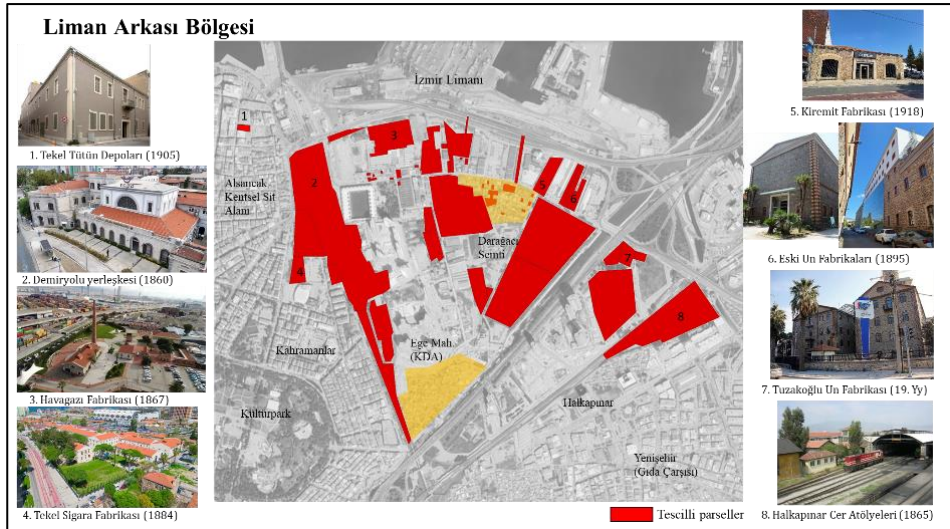 Liman Arkası Bölgesi
1. Tekel Tütün Depoları (1905)
2. Demiryolu yerleşkesi (1860)
3. Havagazı Fabrikası (1867)
4. Tekel Sigara Fabrikası (1884)
İzmir Limanı
1
3
2
Alsancak
Kentsel Sit
Alanı
5
6
Darağacı
Semti
4
7
8
Ege Mah
(KDA)
Kahramanlar
Kültürpark
Halkapınar
Yenişehir
(Gıda Çarşısı)
Tescilli parseller
5. Kiremit Fabrikası (1918)
6. Eski Un Fabrikaları (1895)
7. Tuzakoğlu Un Fabrikası (19. Yy)
8. Halkapınar Cer Atölyeleri (1865)